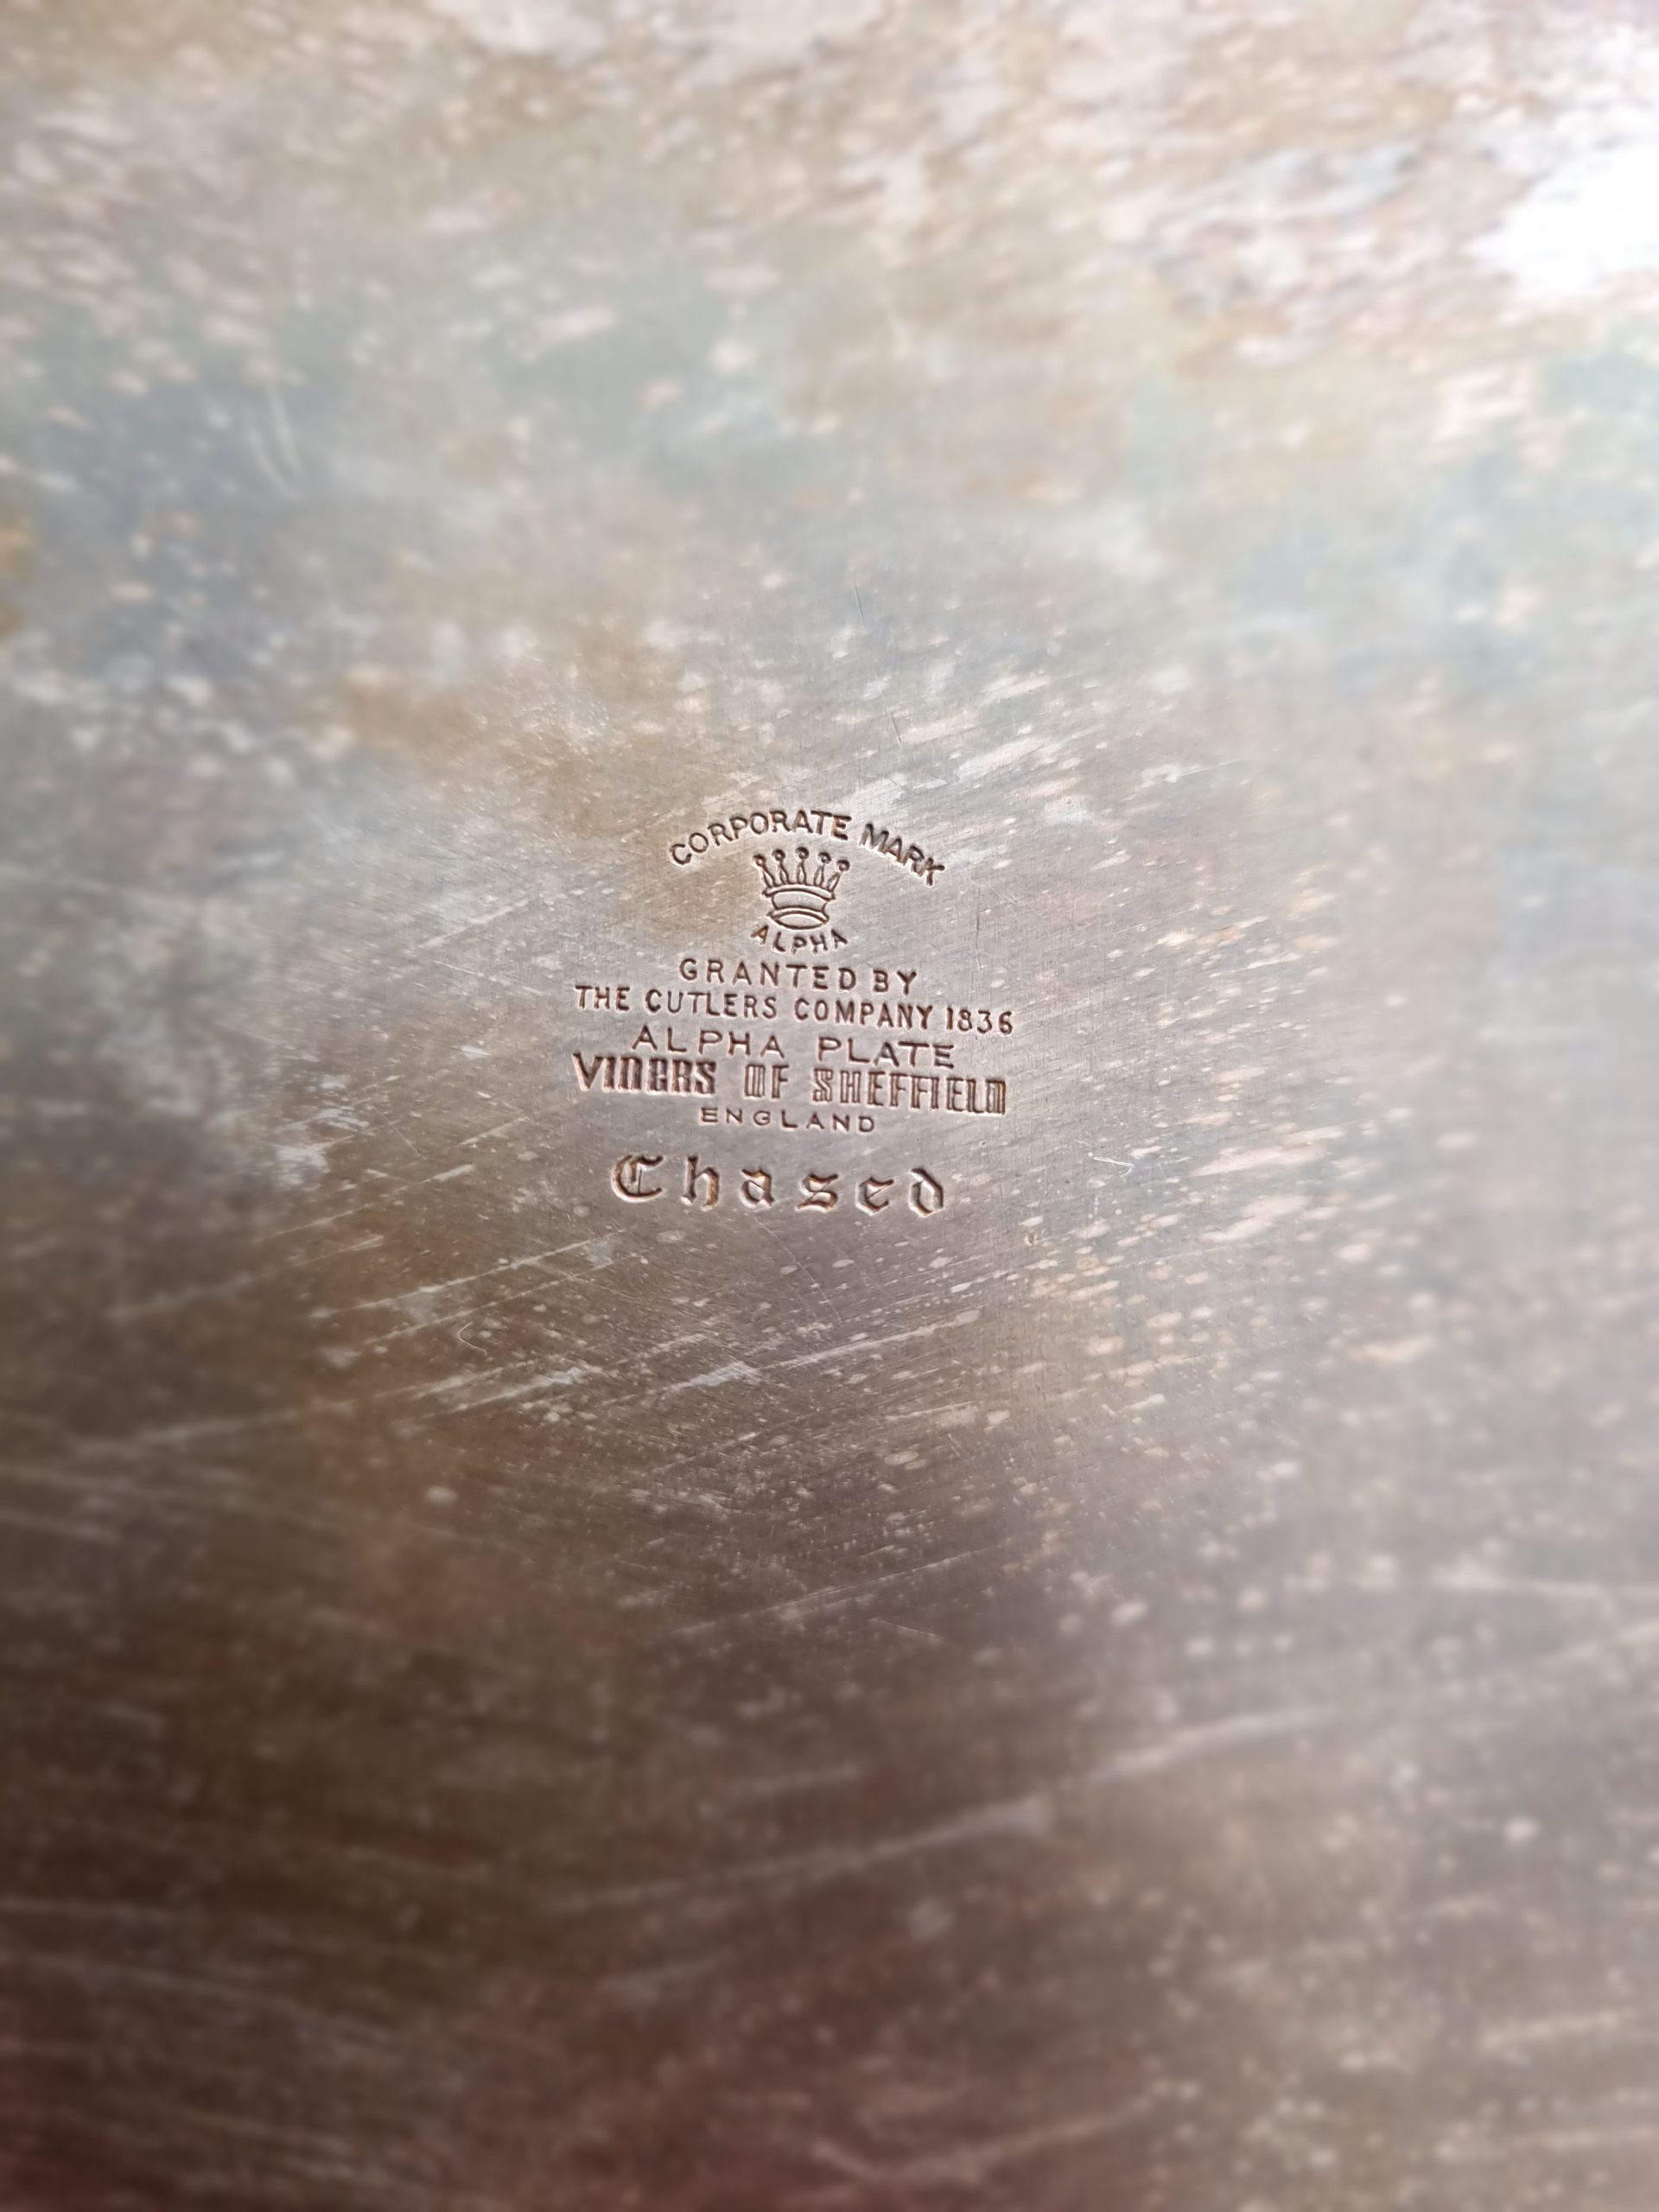 CORPORATE MARK
ALPHA
GRANTED BY
THE CUTLERS COMPANY 1836
ALPHA PLATE
VINERS OF SHEFFIELD
ENGLAND
Chased